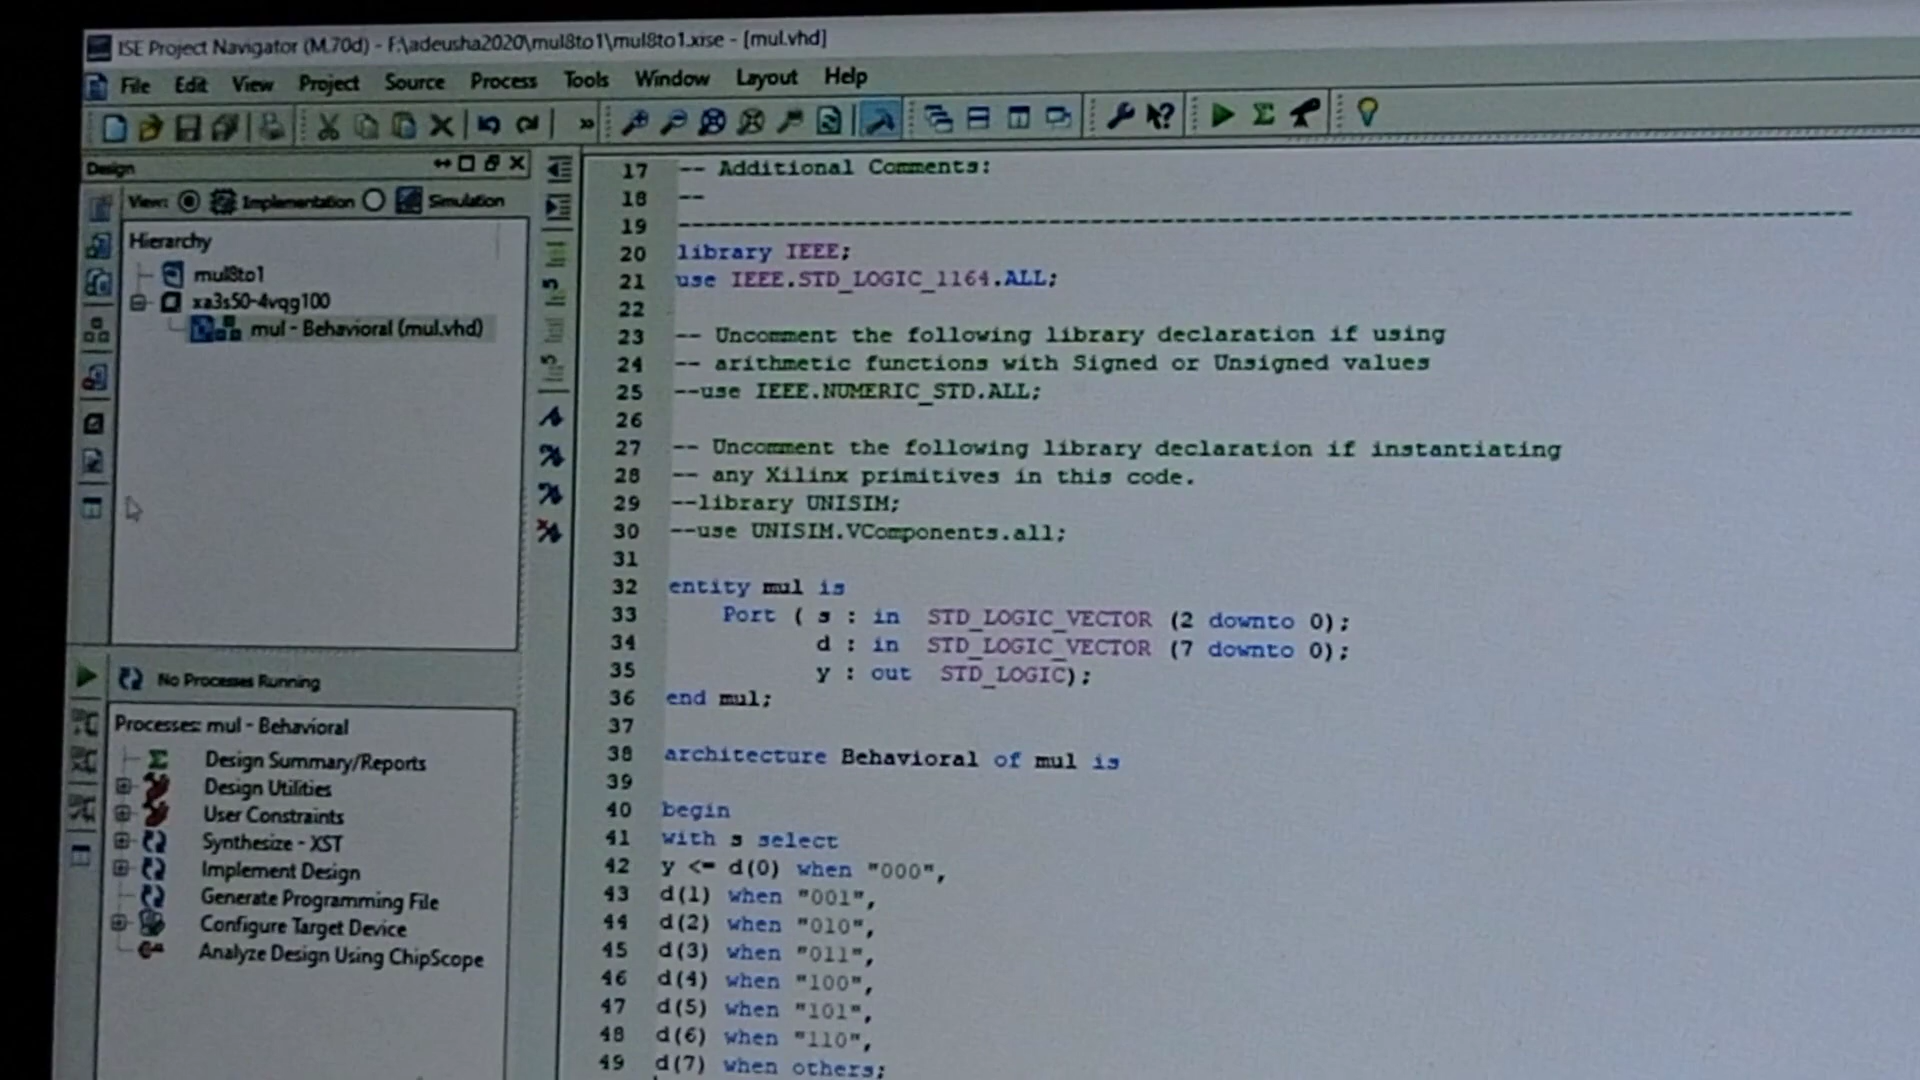 ISE Project Navigator (M.70d) - F:\adeusha2020\mul8to1\mul8to1.xise - [mul.vhd]
File Edit View Project Source Process Tools Window Layout Help
Design
View: Implementation Simulation
Hierarchy
mul8to1
xa3s50-4vqg100
mul - Behavioral (mul.vhd)
No Processes Running
Processes: mul - Behavioral
Design Summary/Reports
Design Utilities
User Constraints
Synthesize - XST
Implement Design
Generate Programming File
Configure Target Device
Analyze Design Using ChipScope
17 -- Additional Comments:
18 --
19 ----------------------------------------------------------------------------------
20 library IEEE;
21 use IEEE.STD_LOGIC_1164.ALL;
22
23 -- Uncomment the following library declaration if using
24 -- arithmetic functions with Signed or Unsigned values
25 --use IEEE.NUMERIC_STD.ALL;
26
27 -- Uncomment the following library declaration if instantiating
28 -- any Xilinx primitives in this code.
29 --library UNISIM;
30 --use UNISIM.VComponents.all;
31
32 entity mul is
33 Port ( s : in STD_LOGIC_VECTOR (2 downto 0);
34 d : in STD_LOGIC_VECTOR (7 downto 0);
35 y : out STD_LOGIC);
36 end mul;
37
38 architecture Behavioral of mul is
39
40 begin
41 with s select
42 y <= d(0) when "000",
43 d(1) when "001",
44 d(2) when "010",
45 d(3) when "011",
46 d(4) when "100",
47 d(5) when "101",
48 d(6) when "110",
49 d(7) when others;